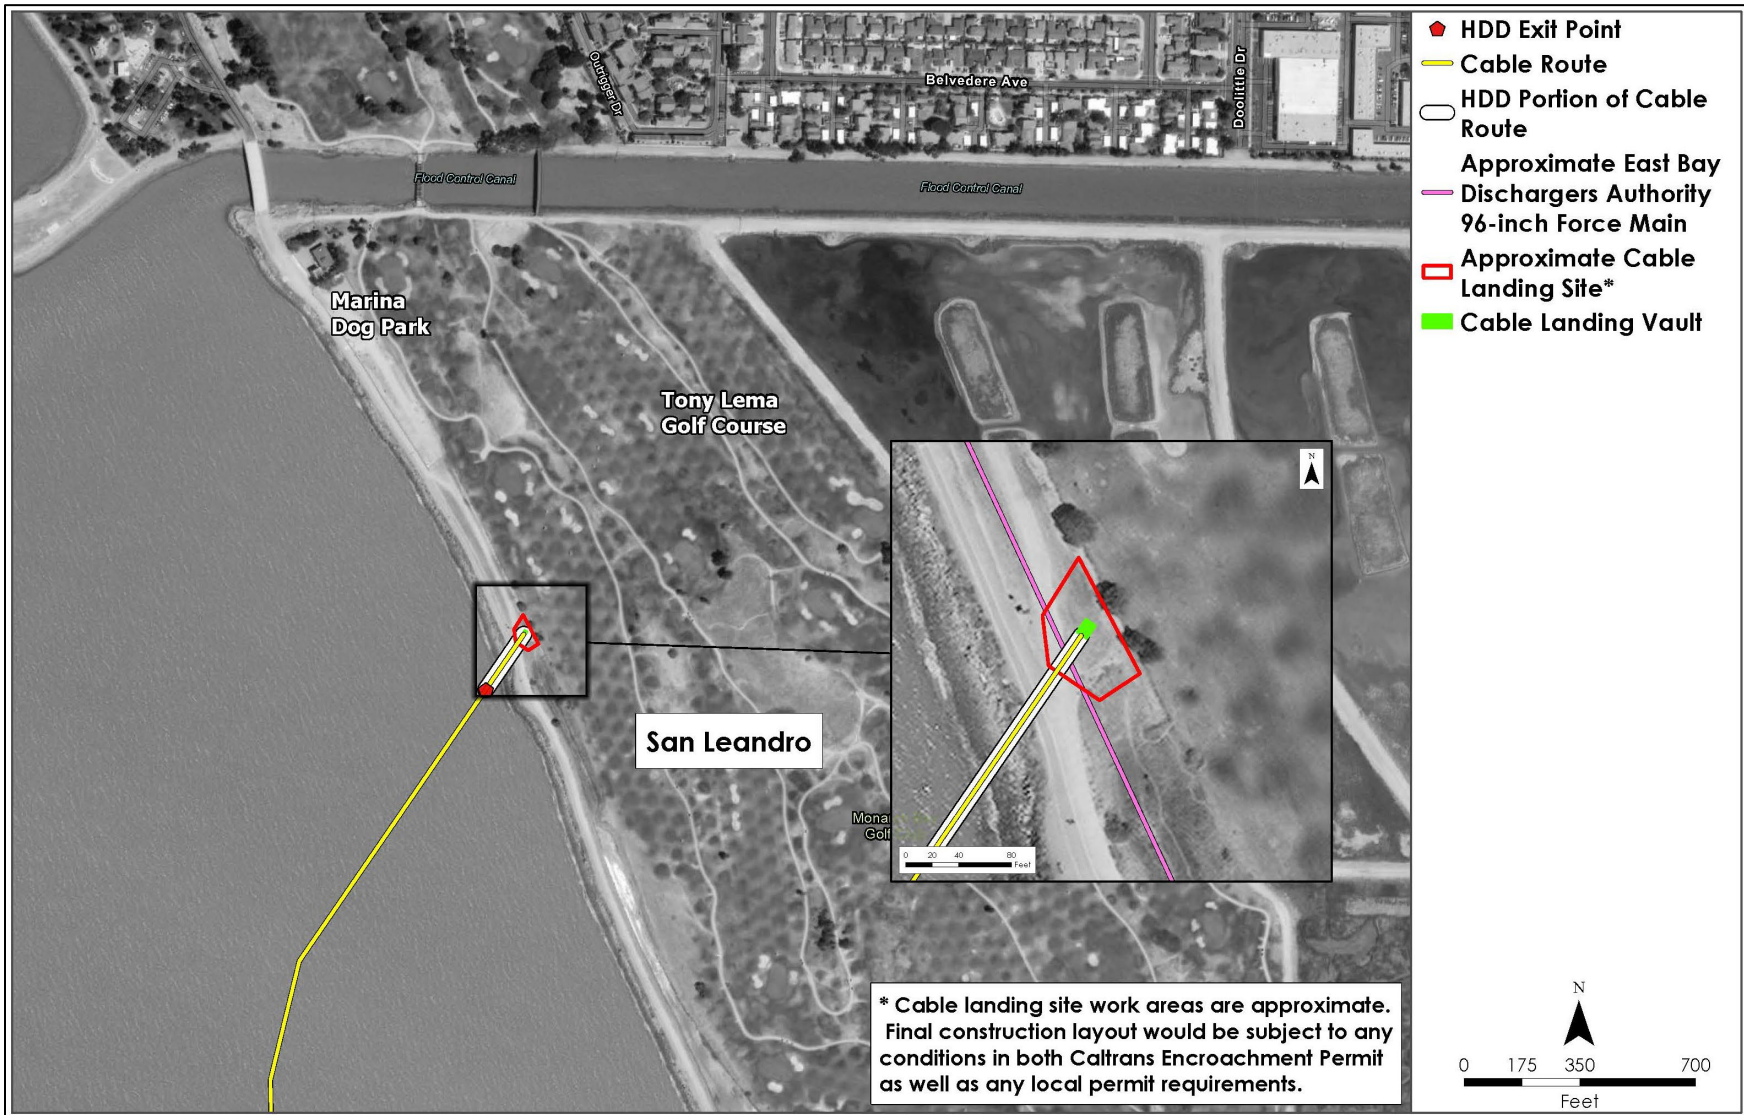 HDD Exit Point
Cable Route
HDD Portion of Cable
Route
Approximate East Bay
Dischargers Authority
96-inch Force Main
Approximate Cable
Landing Site*
Cable Landing Vault
Outrigger Dr
Belvedere Ave
Doolittle Dr
Flood Control Canal
Flood Control Canal
Marina
Dog Park
Tony Lema
Golf Course
San Leandro
Mona
Golf
N
0 20 40 80
Feet
* Cable landing site work areas are approximate.
Final construction layout would be subject to any
conditions in both Caltrans Encroachment Permit
as well as any local permit requirements.
N
0 175 350 700
Feet